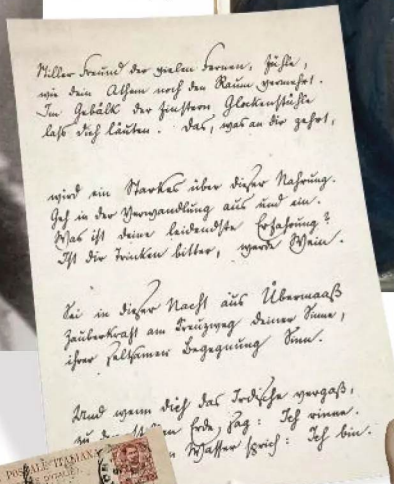 Stiller Freund der vielen Fernen, fühle,
wie dein Athem noch den Raum vermehrt.
Im Gebälk der finstern Glockenstühle
laß dich läuten. Das, was an dir zehrt,
wird ein Starkes über dieser Nahrung.
Geh in der Verwandlung aus und ein.
Was ist deine leidendste Erfahrung?
Ist dir Trinken bitter, werde Wein.
Sei in dieser Nacht aus Übermaaß
Zauberkraft am Kreuzweg deiner Sinne,
ihrer seltsamen Begegnung Sinn.
Und wenn dich das Irdische vergaß,
zu der Erde sag: Ich rinne.
Wasser sprich: Ich bin.
POSTALE ITALIANA